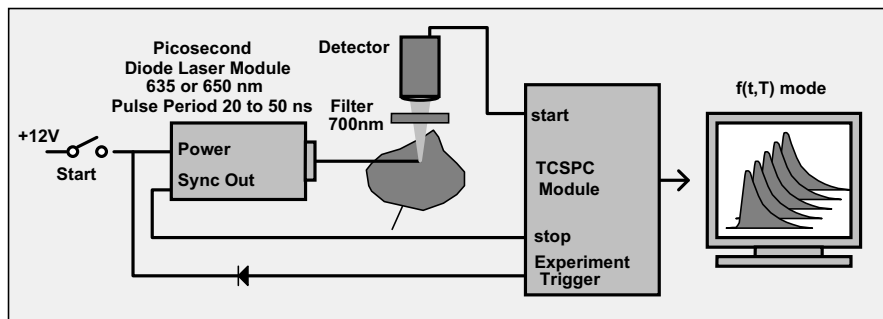 Picosecond
Diode Laser Module
635 or 650 nm
Pulse Period 20 to 50 ns
Detector
Filter
700nm
+12V
Start
Power
Sync Out
start
TCSPC
Module
stop
Experiment
Trigger
f(t,T) mode